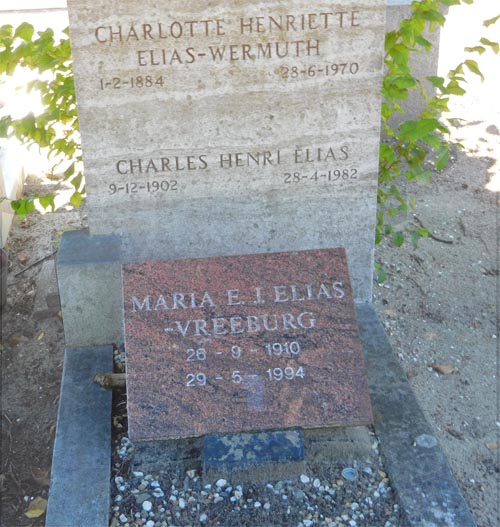 CHARLOTTE HENRIETTE
ELIAS-WERMUTH
1-2-1884 28-6-1970
CHARLES HENRI ELIAS
9-12-1902 28-4-1982
MARIA E. J. ELIAS
-VREEBURG
26 - 9 - 1910
29 - 5 - 1994